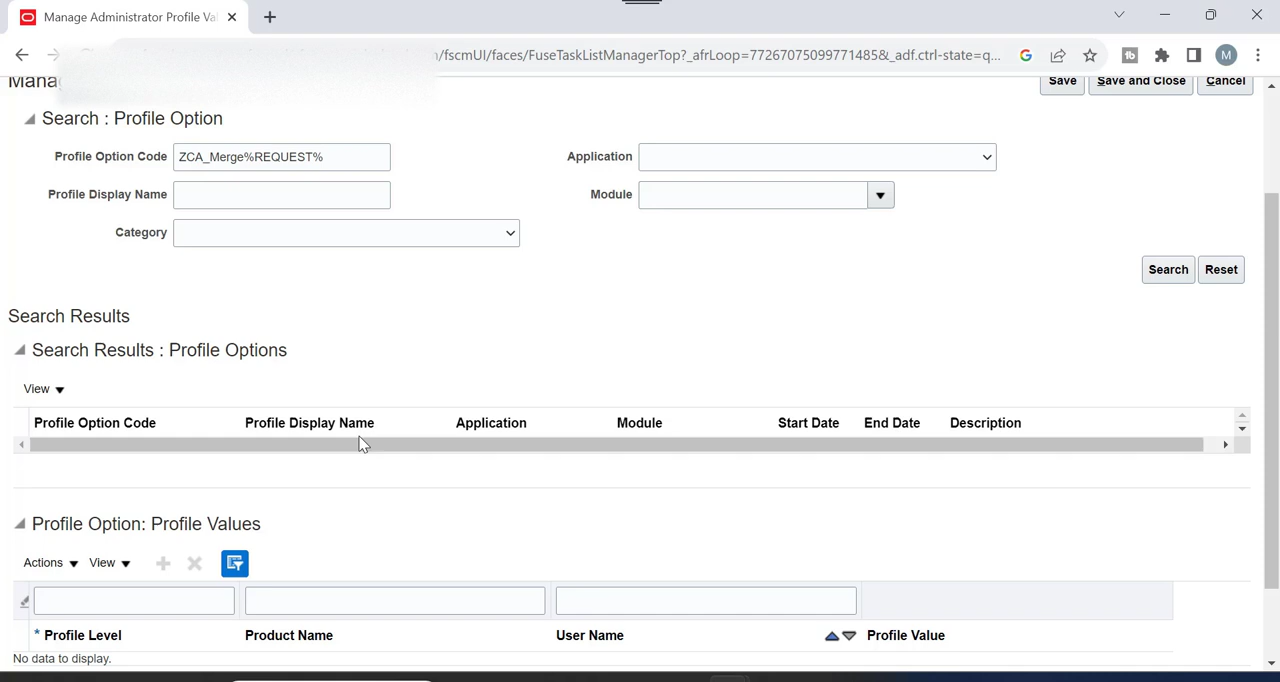 Manage Administrator Profile Va
/fscmUI/faces/FuseTaskListManagerTop?_afrLoop=77267075099771485&_adf.ctrl-state=q...
M
Save
Save and Close
Cancel
Search : Profile Option
Profile Option Code
ZCA_Merge%REQUEST%
Application
Profile Display Name
Module
Category
Search
Reset
Search Results
Search Results : Profile Options
View
Profile Option Code Profile Display Name Application Module Start Date End Date Description
Profile Option: Profile Values
Actions View
* Profile Level Product Name User Name Profile Value
No data to display.